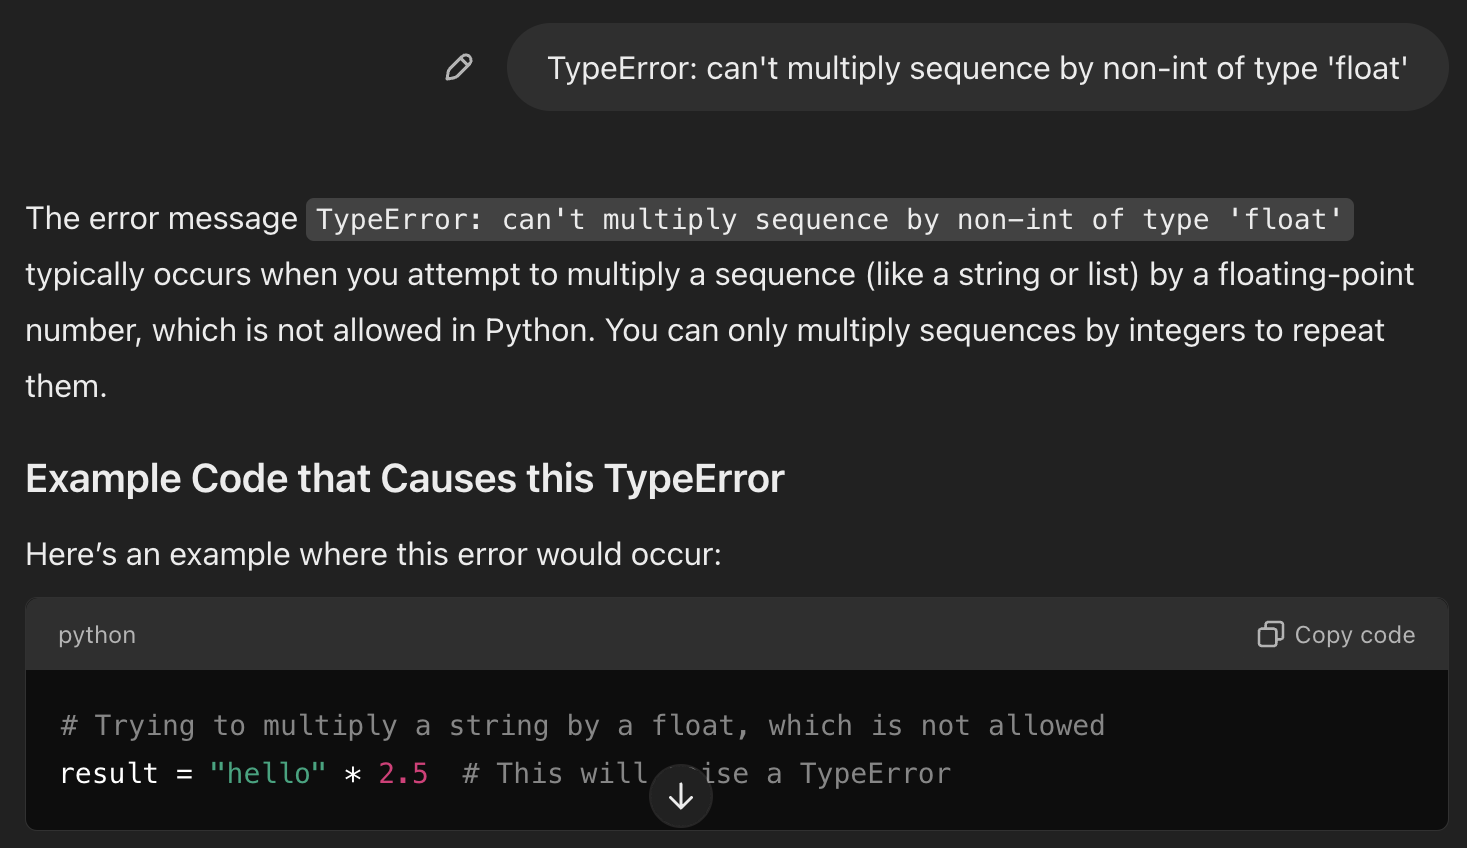 TypeError: can't multiply sequence by non-int of type 'float'
The error message TypeError: can't multiply sequence by non-int of type 'float'
typically occurs when you attempt to multiply a sequence (like a string or list) by a floating-point
number, which is not allowed in Python. You can only multiply sequences by integers to repeat
them.
Example Code that Causes this TypeError
Here’s an example where this error would occur:
python
Copy code
# Trying to multiply a string by a float, which is not allowed
result = "hello" * 2.5  # This will ise a TypeError